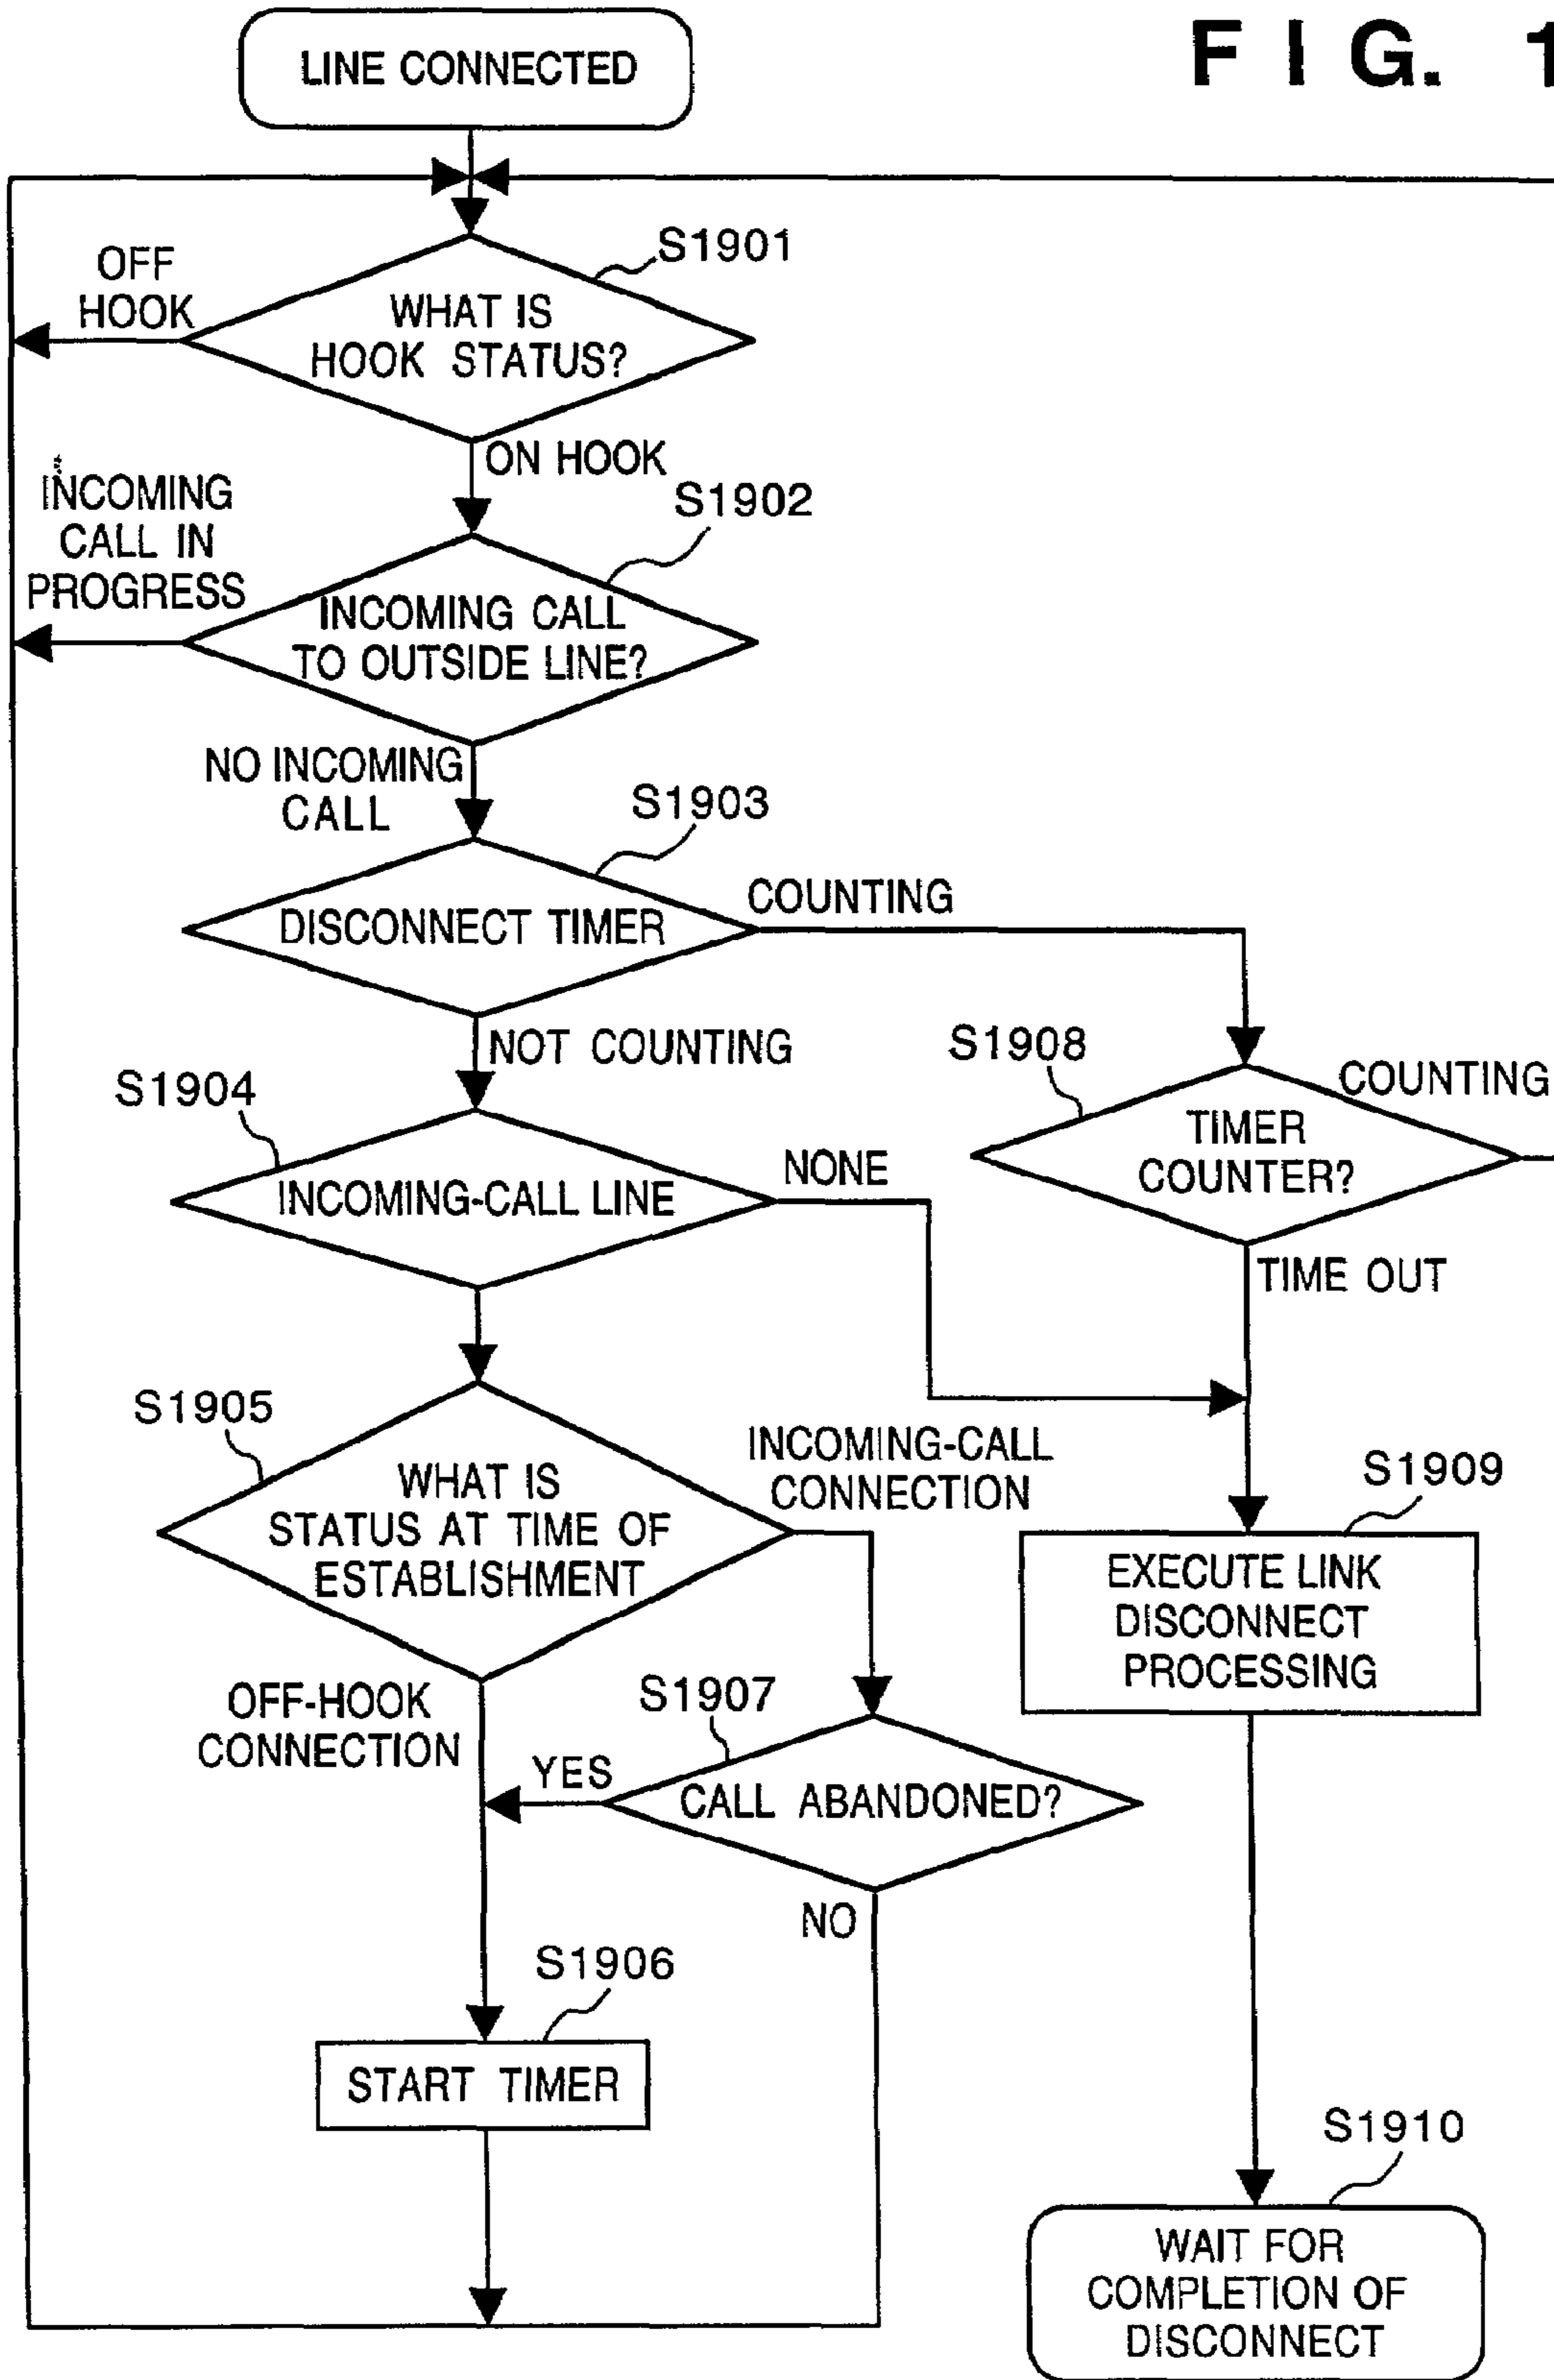 LINE CONNECTED
F I G. 1
S1901
OFF
HOOK
WHAT IS
HOOK STATUS?
ON HOOK
S1902
INCOMING
CALL IN
PROGRESS
INCOMING CALL
TO OUTSIDE LINE?
NO INCOMING
CALL
S1903
DISCONNECT TIMER
COUNTING
NOT COUNTING
S1904
INCOMING-CALL LINE
NONE
S1908
COUNTING
TIMER
COUNTER?
TIME OUT
S1905
WHAT IS
STATUS AT TIME OF
ESTABLISHMENT
INCOMING-CALL
CONNECTION
S1909
EXECUTE LINK
DISCONNECT
PROCESSING
OFF-HOOK
CONNECTION
S1907
YES
CALL ABANDONED?
NO
S1906
START TIMER
S1910
WAIT FOR
COMPLETION OF
DISCONNECT